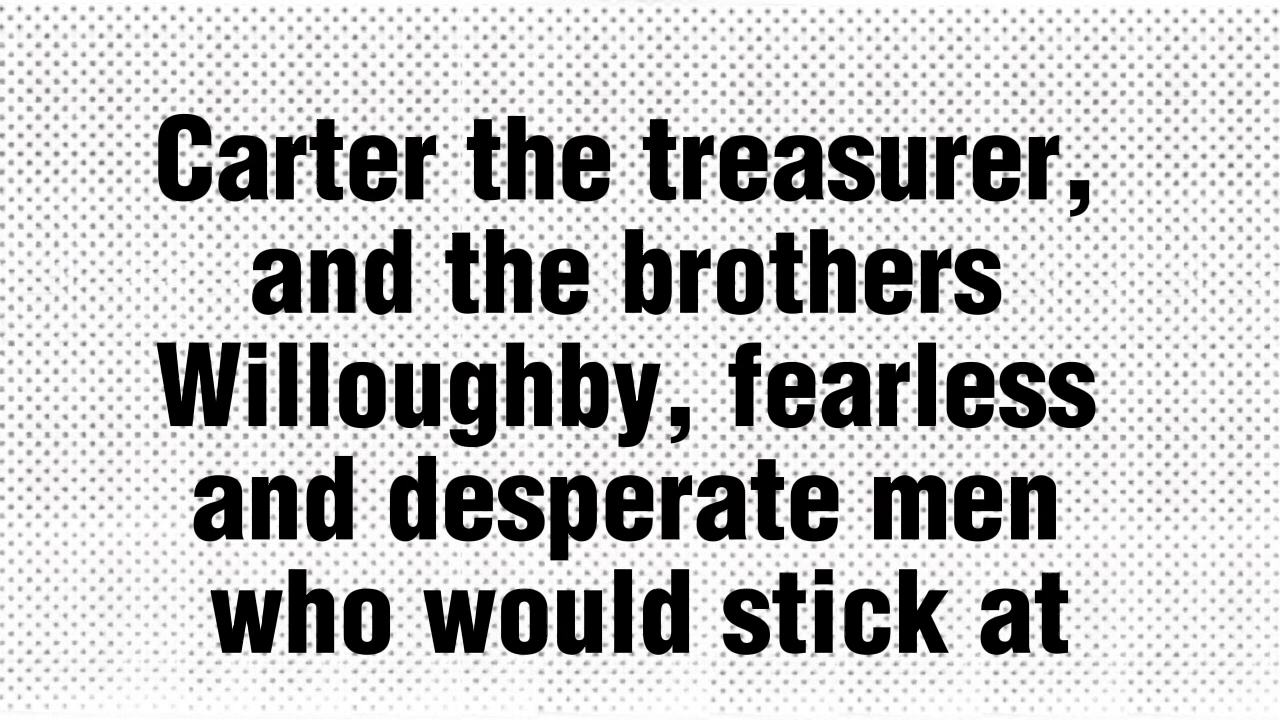 Carter the treasurer,
and the brothers
Willoughby, fearless
and desperate men
who would stick at